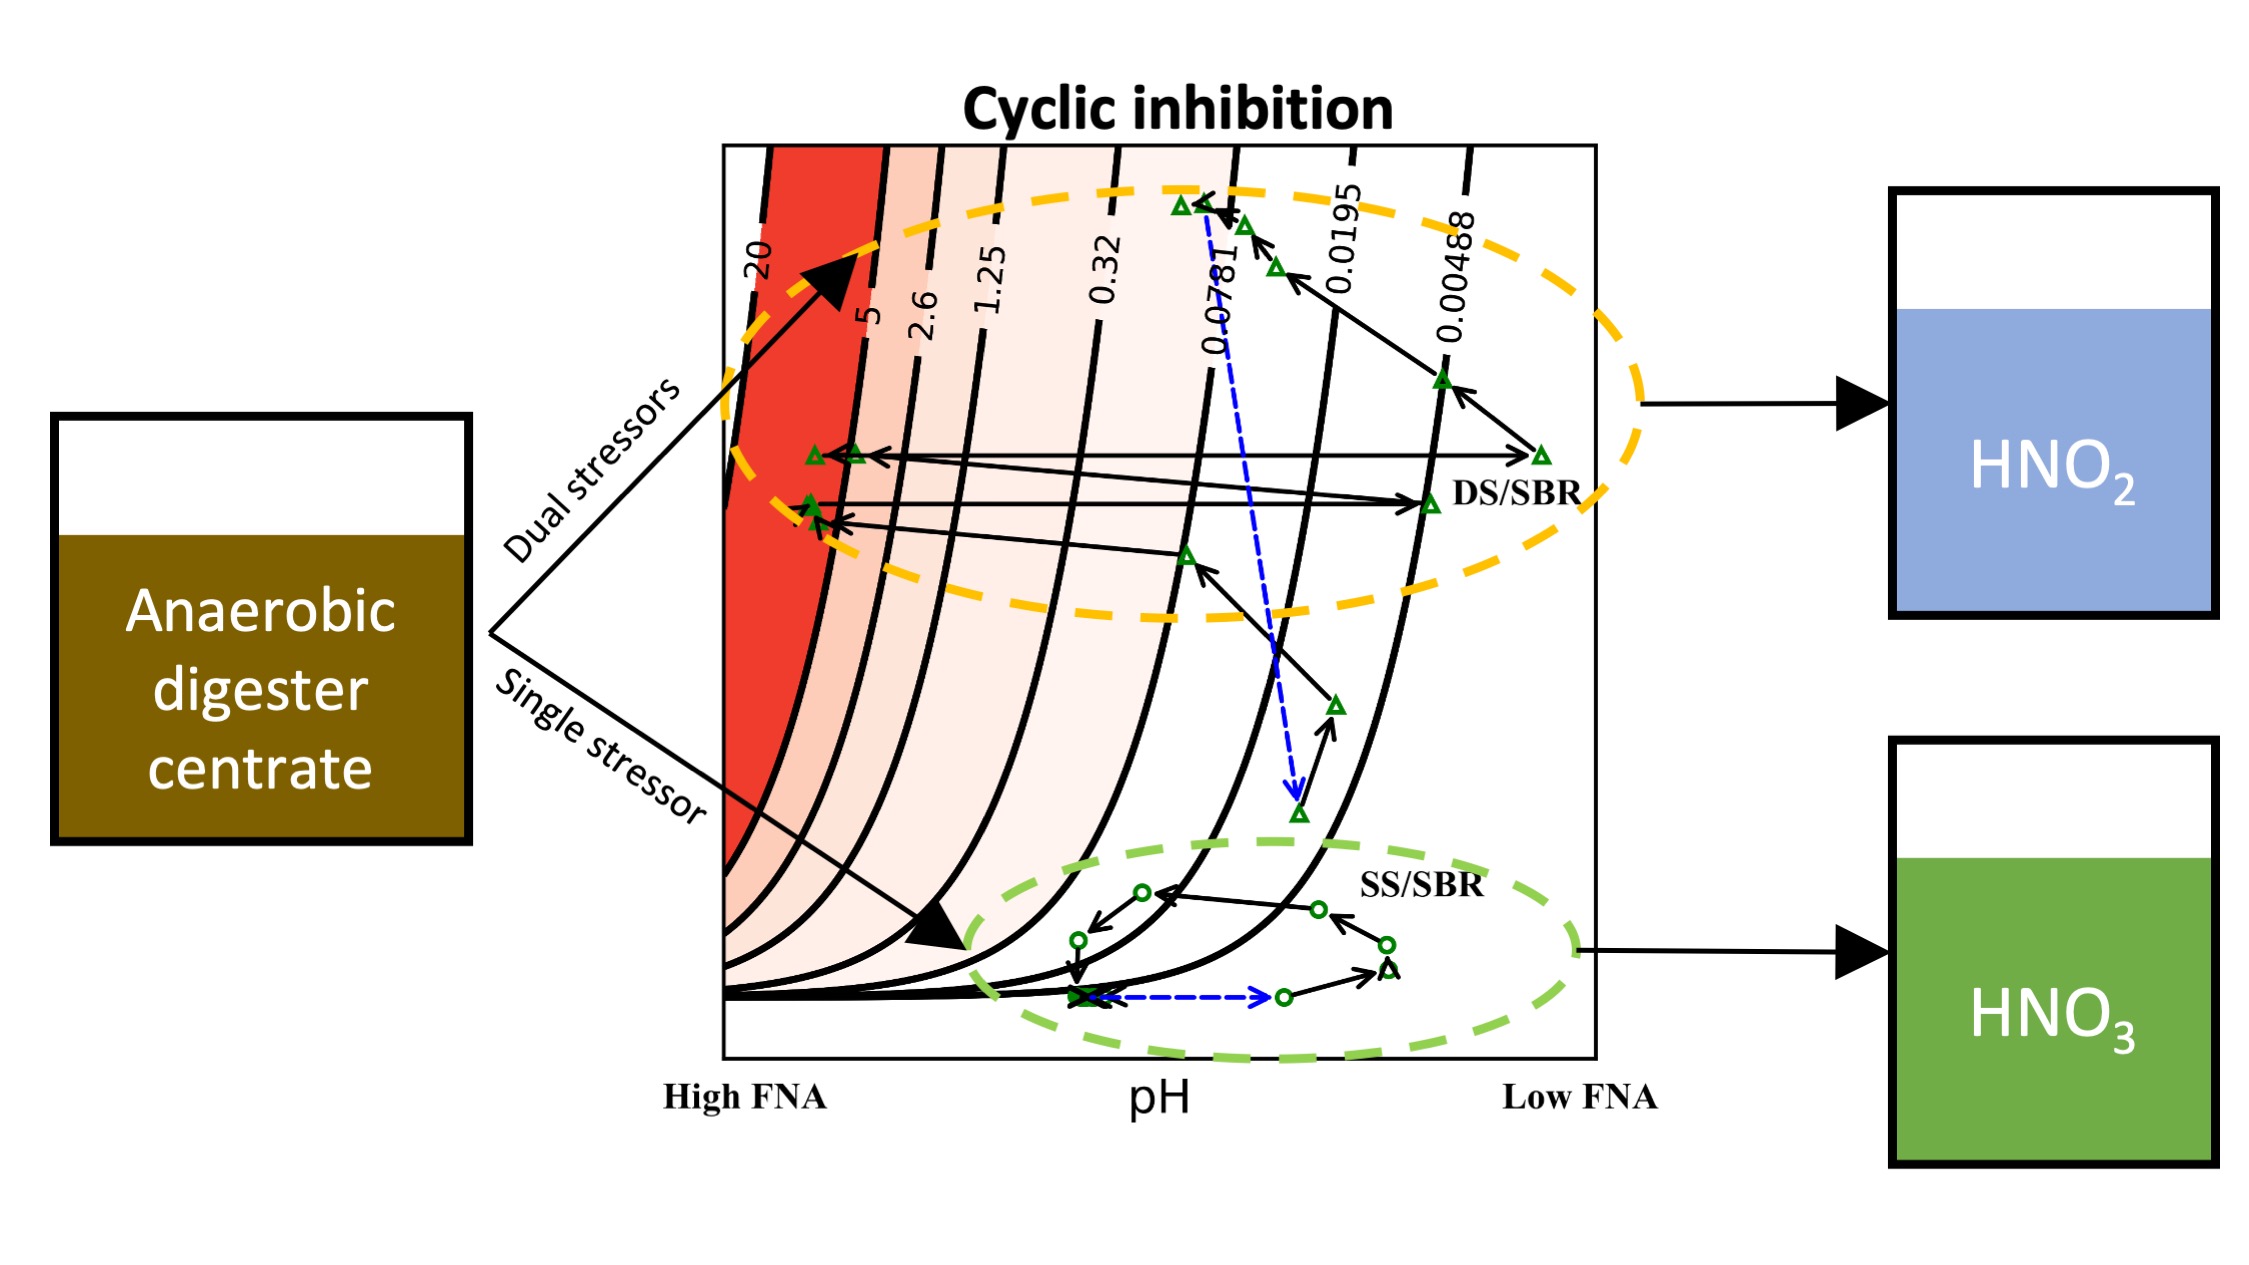 Cyclic inhibition
20
5
2.6
1.25
0.32
0.0781
0.0195
0.00488
Dual stressors
Single stressor
Anaerobic
digester
centrate
DS/SBR
SS/SBR
High FNA
pH
Low FNA
HNO₂
HNO₃